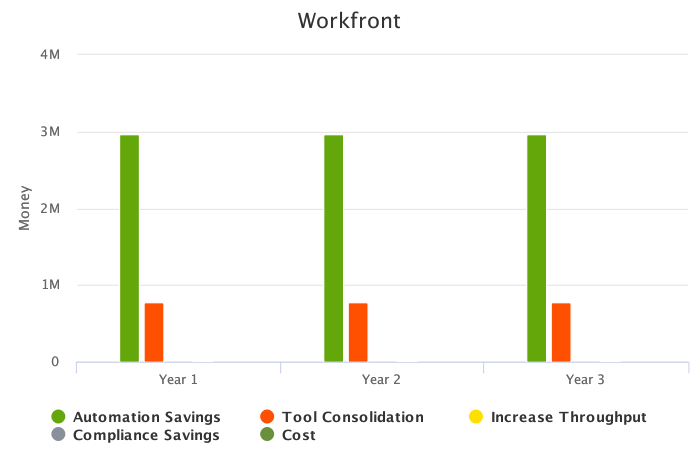 Workfront
4M
3M
2M
1M
0
Money
Year 1
Year 2
Year 3
Automation Savings
Tool Consolidation
Increase Throughput
Compliance Savings
Cost